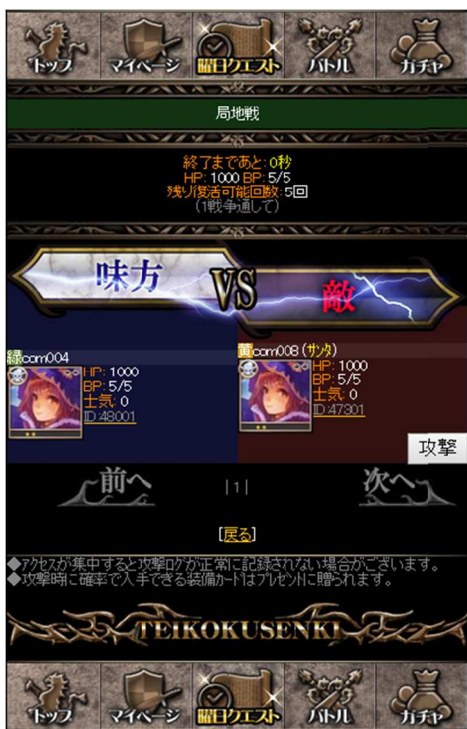 トップ マイページ 曜日クエスト バトル ガチャ
局地戦
終了まであと:0秒
HP: 1000 BP: 5/5
残り復活可能回数:5回
(1戦争通して)
味方 VS 敵
緑com004
HP: 1000
BP: 5/5
士気: 0
ID:48001
黄com008(サンタ)
HP: 1000
BP: 5/5
士気: 0
ID:47301
攻撃
前へ |1| 次へ
[戻る]
◆アクセスが集中すると攻撃ログが正常に記録されない場合がございます。
◆攻撃時に確率で入手できる装備カードはプレゼントに贈られます。
TEIKOKUSENKI
トップ マイページ 曜日クエスト バトル ガチャ